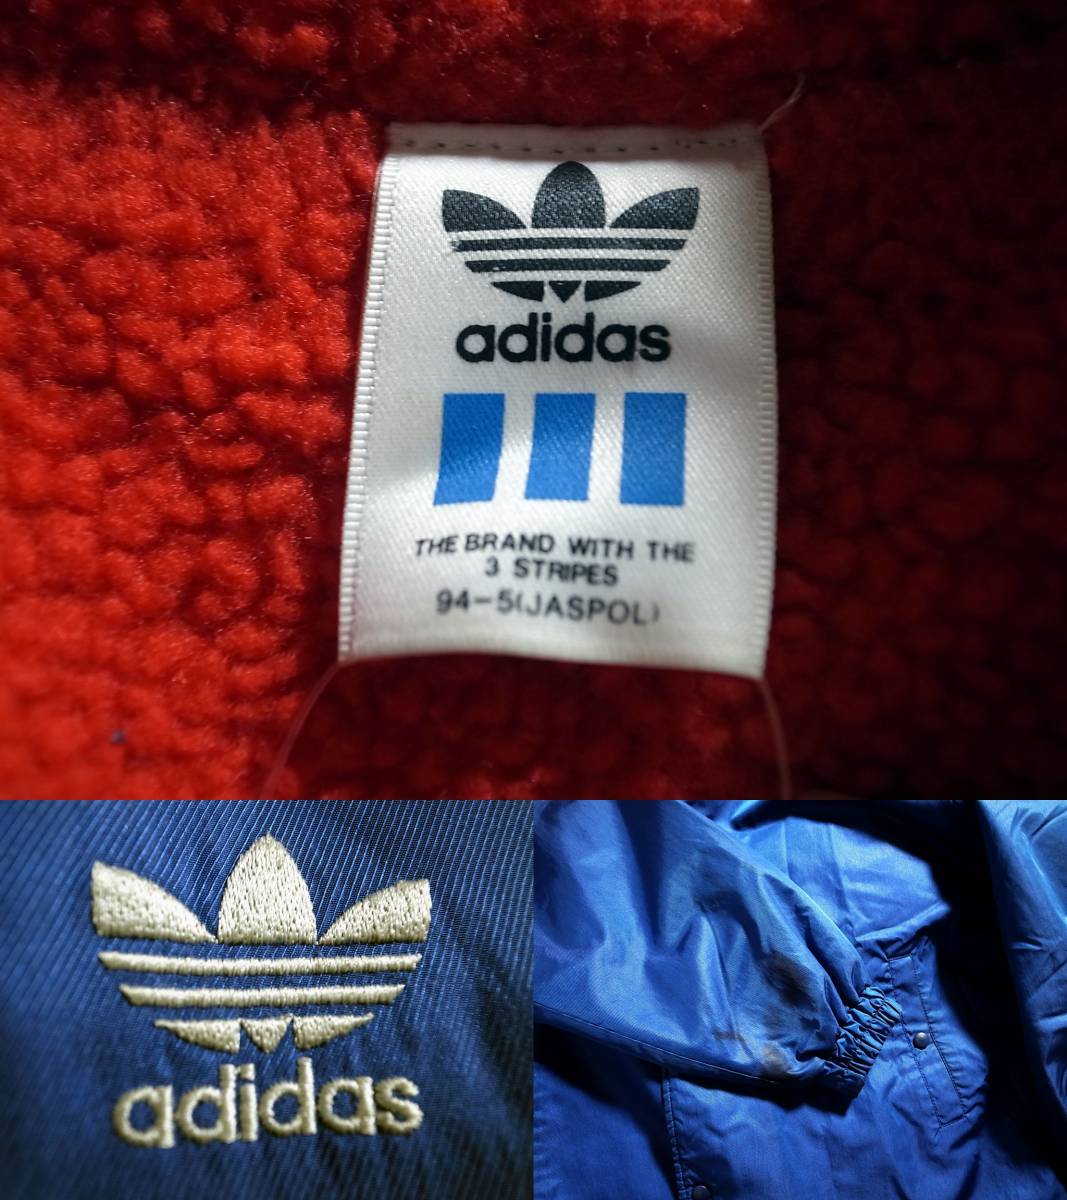 adidas
THE BRAND WITH THE
3 STRIPES
94-5(JASPOL)
adidas